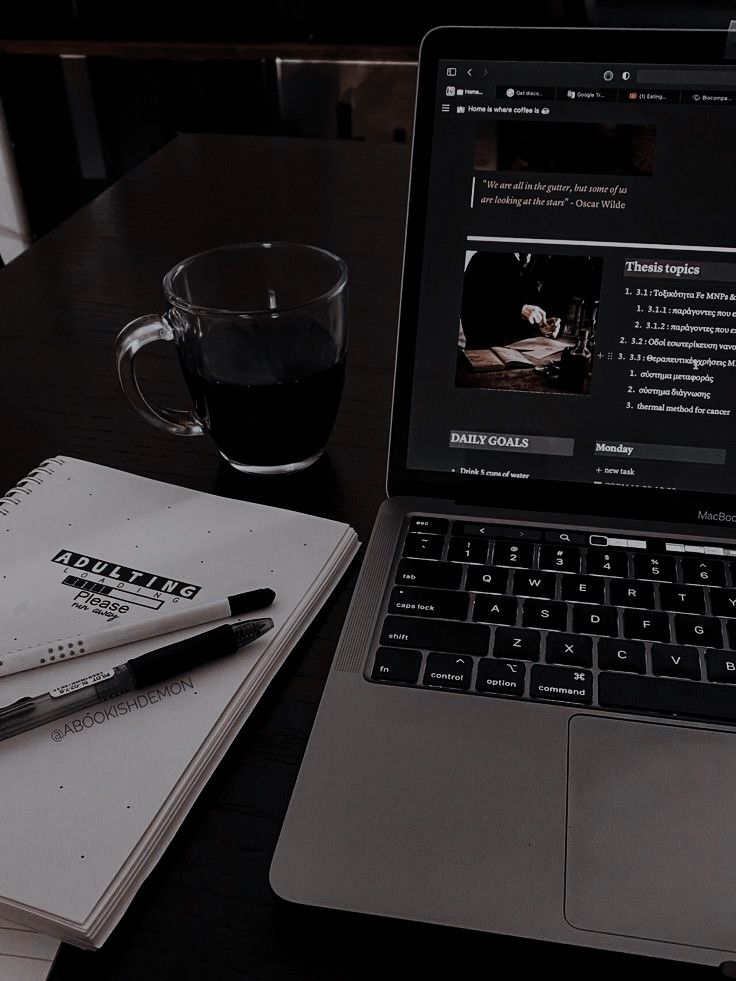 Home...
Get disco...
Google Tr...
(1) Eating...
Biocompa...
Home is where coffee is
"We are all in the gutter, but some of us
are looking at the stars" - Oscar Wilde
Thesis topics
1. 3.1 : Τοξικότητα Fe MNPs &
1. 3.1.1 : παράγοντες που ε
2. 3.1.2 : παράγοντες που ε
2. 3.2 : Οδοί εσωτερίκευση νανο
3. 3.3 : Θεραπευτικές χρήσεις M
1. σύστημα μεταφοράς
2. σύστημα διάγνωσης
3. thermal method for cancer
DAILY GOALS
Drink 5 cups of water
Monday
+ new task
MacBoo
esc
~
! 1
@ 2
# 3
$ 4
% 5
^ 6
tab
Q W E R T Y
caps lock
A S D F G
shift
Z X C V B
fn
control
option
command
ADULTING
LOADING
Please
run away
PILOT
@ABOOKISHDEMON